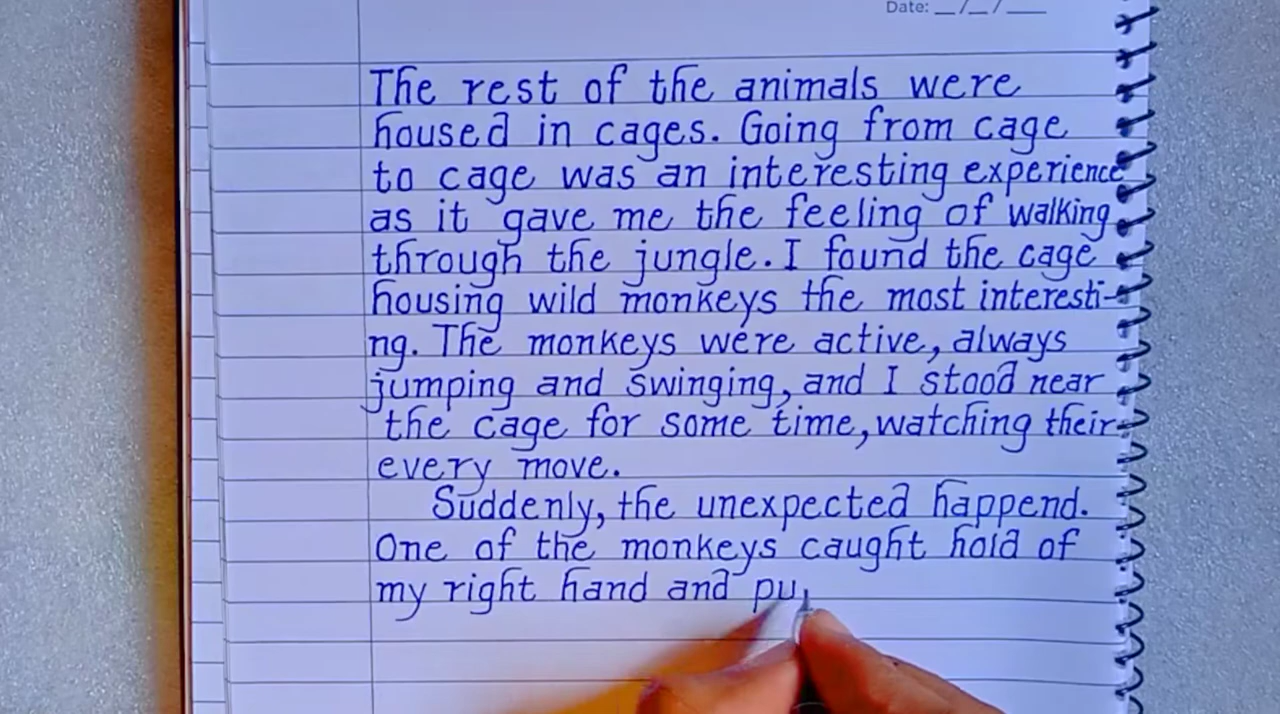 Date: __/__/___
The rest of the animals were
housed in cages. Going from cage
to cage was an interesting experience
as it gave me the feeling of walking
through the jungle. I found the cage
housing wild monkeys the most interesti-
ng. The monkeys were active, always
jumping and swinging, and I stood near
the cage for some time, watching their
every move.
Suddenly, the unexpected happend.
One of the monkeys caught hold of
my right hand and pu